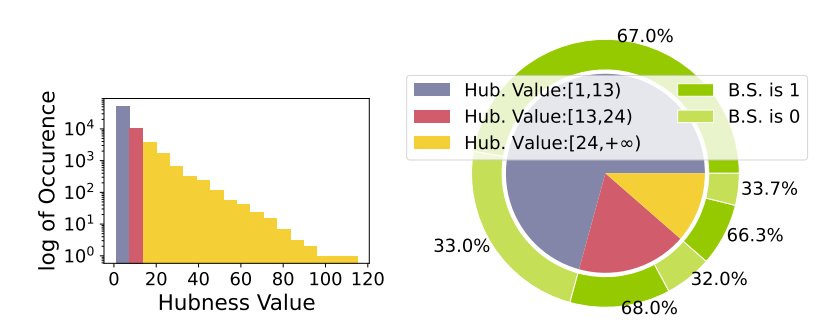 log of Occurence
10^4
10^3
10^2
10^1
10^0
0 20 40 60 80 100 120
Hubness Value
67.0%
Hub. Value:[1,13)
Hub. Value:[13,24)
Hub. Value:[24,+∞)
B.S. is 1
B.S. is 0
33.7%
66.3%
33.0%
32.0%
68.0%